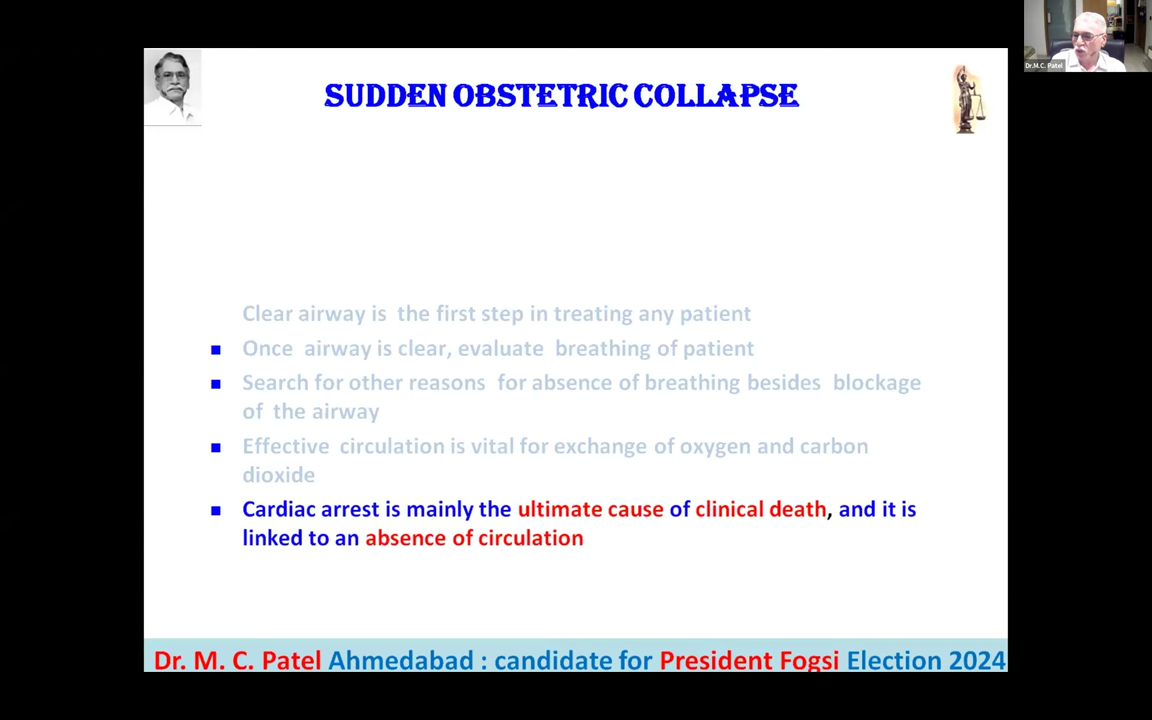 Dr.M.C. Patel
SUDDEN OBSTETRIC COLLAPSE
Clear airway is the first step in treating any patient
Once airway is clear, evaluate breathing of patient
Search for other reasons for absence of breathing besides blockage
of the airway
Effective circulation is vital for exchange of oxygen and carbon
dioxide
Cardiac arrest is mainly the ultimate cause of clinical death, and it is
linked to an absence of circulation
Dr. M. C. Patel Ahmedabad : candidate for President Fogsi Election 2024